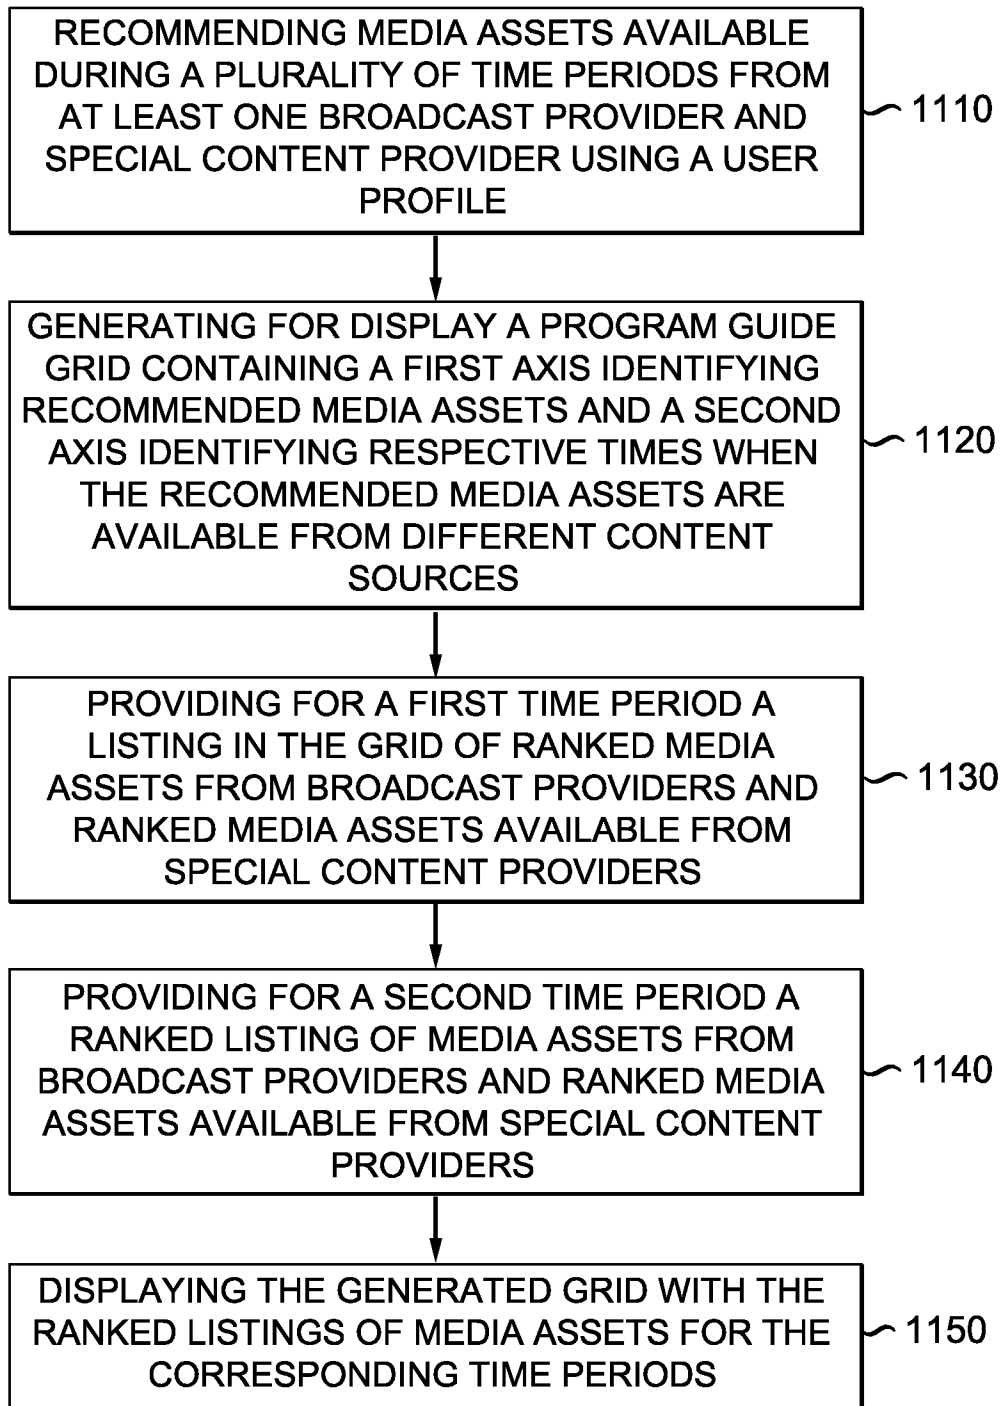 RECOMMENDING MEDIA ASSETS AVAILABLE
DURING A PLURALITY OF TIME PERIODS FROM
AT LEAST ONE BROADCAST PROVIDER AND
SPECIAL CONTENT PROVIDER USING A USER
PROFILE
1110
GENERATING FOR DISPLAY A PROGRAM GUIDE
GRID CONTAINING A FIRST AXIS IDENTIFYING
RECOMMENDED MEDIA ASSETS AND A SECOND
AXIS IDENTIFYING RESPECTIVE TIMES WHEN
THE RECOMMENDED MEDIA ASSETS ARE
AVAILABLE FROM DIFFERENT CONTENT
SOURCES
1120
PROVIDING FOR A FIRST TIME PERIOD A
LISTING IN THE GRID OF RANKED MEDIA
ASSETS FROM BROADCAST PROVIDERS AND
RANKED MEDIA ASSETS AVAILABLE FROM
SPECIAL CONTENT PROVIDERS
1130
PROVIDING FOR A SECOND TIME PERIOD A
RANKED LISTING OF MEDIA ASSETS FROM
BROADCAST PROVIDERS AND RANKED MEDIA
ASSETS AVAILABLE FROM SPECIAL CONTENT
PROVIDERS
1140
DISPLAYING THE GENERATED GRID WITH THE
RANKED LISTINGS OF MEDIA ASSETS FOR THE
CORRESPONDING TIME PERIODS
1150